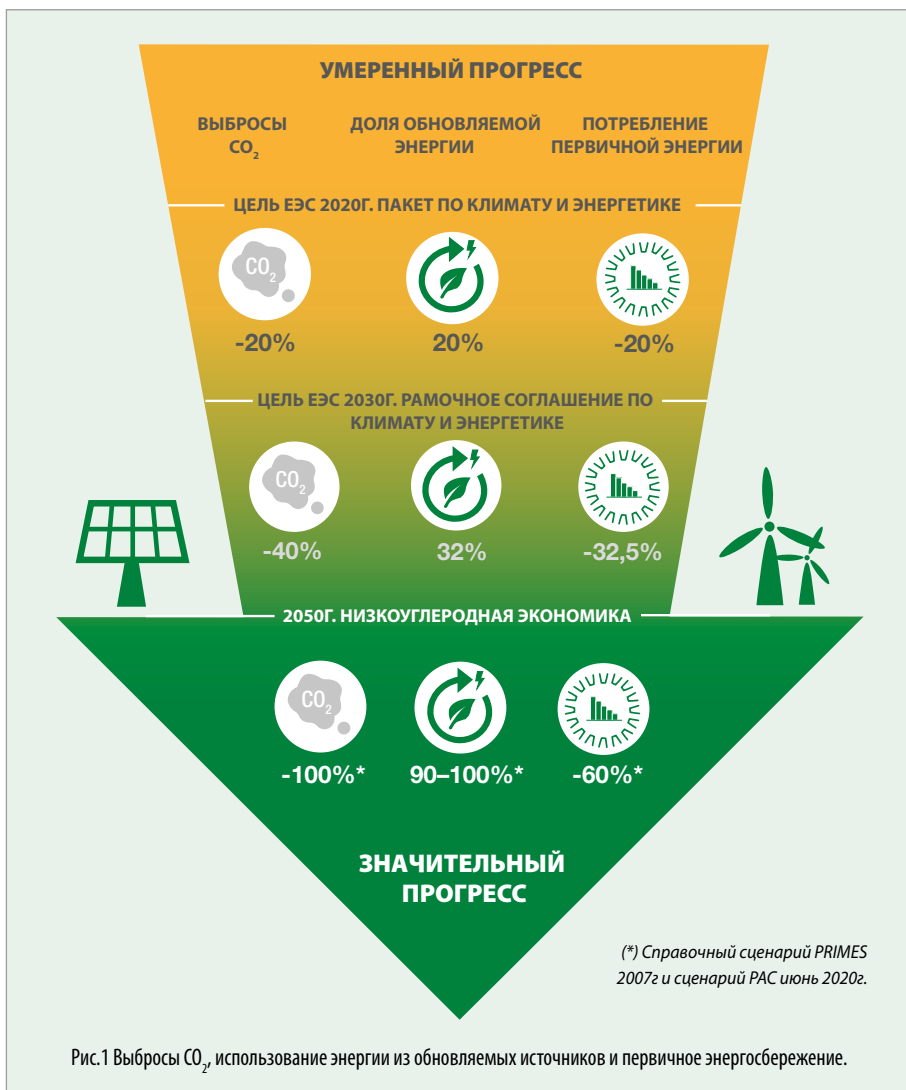 УМЕРЕННЫЙ ПРОГРЕСС
ВЫБРОСЫ
CO₂
ДОЛЯ ОБНОВЛЯЕМОЙ
ЭНЕРГИИ
ПОТРЕБЛЕНИЕ
ПЕРВИЧНОЙ ЭНЕРГИИ
ЦЕЛЬ ЕЭС 2020Г. ПАКЕТ ПО КЛИМАТУ И ЭНЕРГЕТИКЕ
CO₂
-20%
20%
-20%
ЦЕЛЬ ЕЭС 2030Г. РАМОЧНОЕ СОГЛАШЕНИЕ ПО
КЛИМАТУ И ЭНЕРГЕТИКЕ
CO₂
-40%
32%
-32,5%
2050Г. НИЗКОУГЛЕРОДНАЯ ЭКОНОМИКА
CO₂
-100%*
90–100%*
-60%*
ЗНАЧИТЕЛЬНЫЙ
ПРОГРЕСС
(*) Справочный сценарий PRIMES
2007г и сценарий PAC июнь 2020г.
Рис.1 Выбросы CO₂, использование энергии из обновляемых источников и первичное энергосбережение.